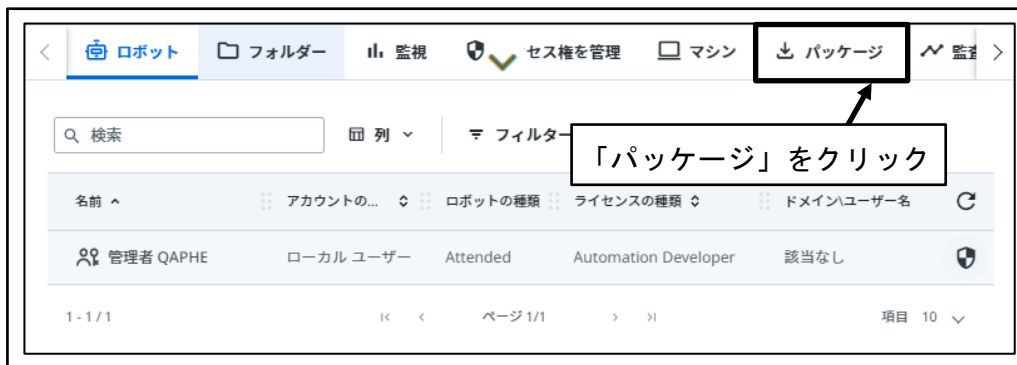 ロボット フォルダー 監視 セス権を管理 マシン パッケージ 監査
検索 列 フィルター
「パッケージ」をクリック
名前 アカウントの... ロボットの種類 ライセンスの種類 ドメイン\ユーザー名
管理者 QAPHE ローカル ユーザー Attended Automation Developer 該当なし
1 - 1 / 1 ページ 1/1 項目 10